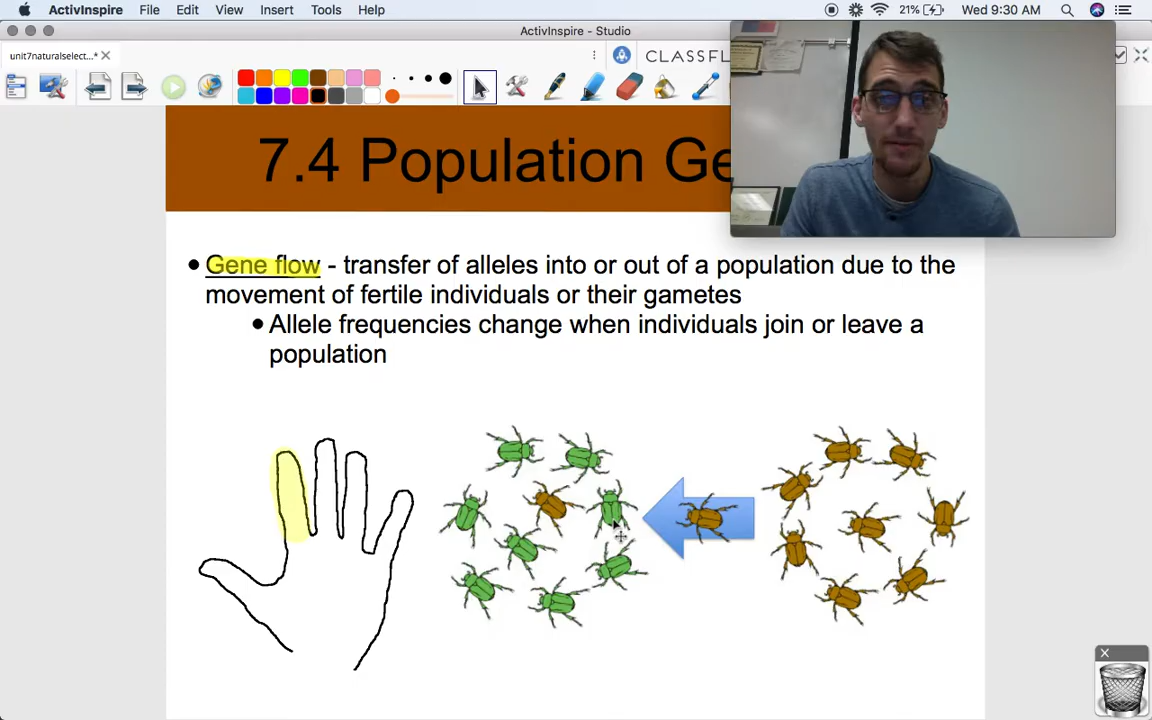 ActivInspire File Edit View Insert Tools Help 21% Wed 9:30 AM
ActivInspire - Studio
unit7naturalselect...*
CLASSFL
7.4 Population Ge
• Gene flow - transfer of alleles into or out of a population due to the
movement of fertile individuals or their gametes
• Allele frequencies change when individuals join or leave a
population